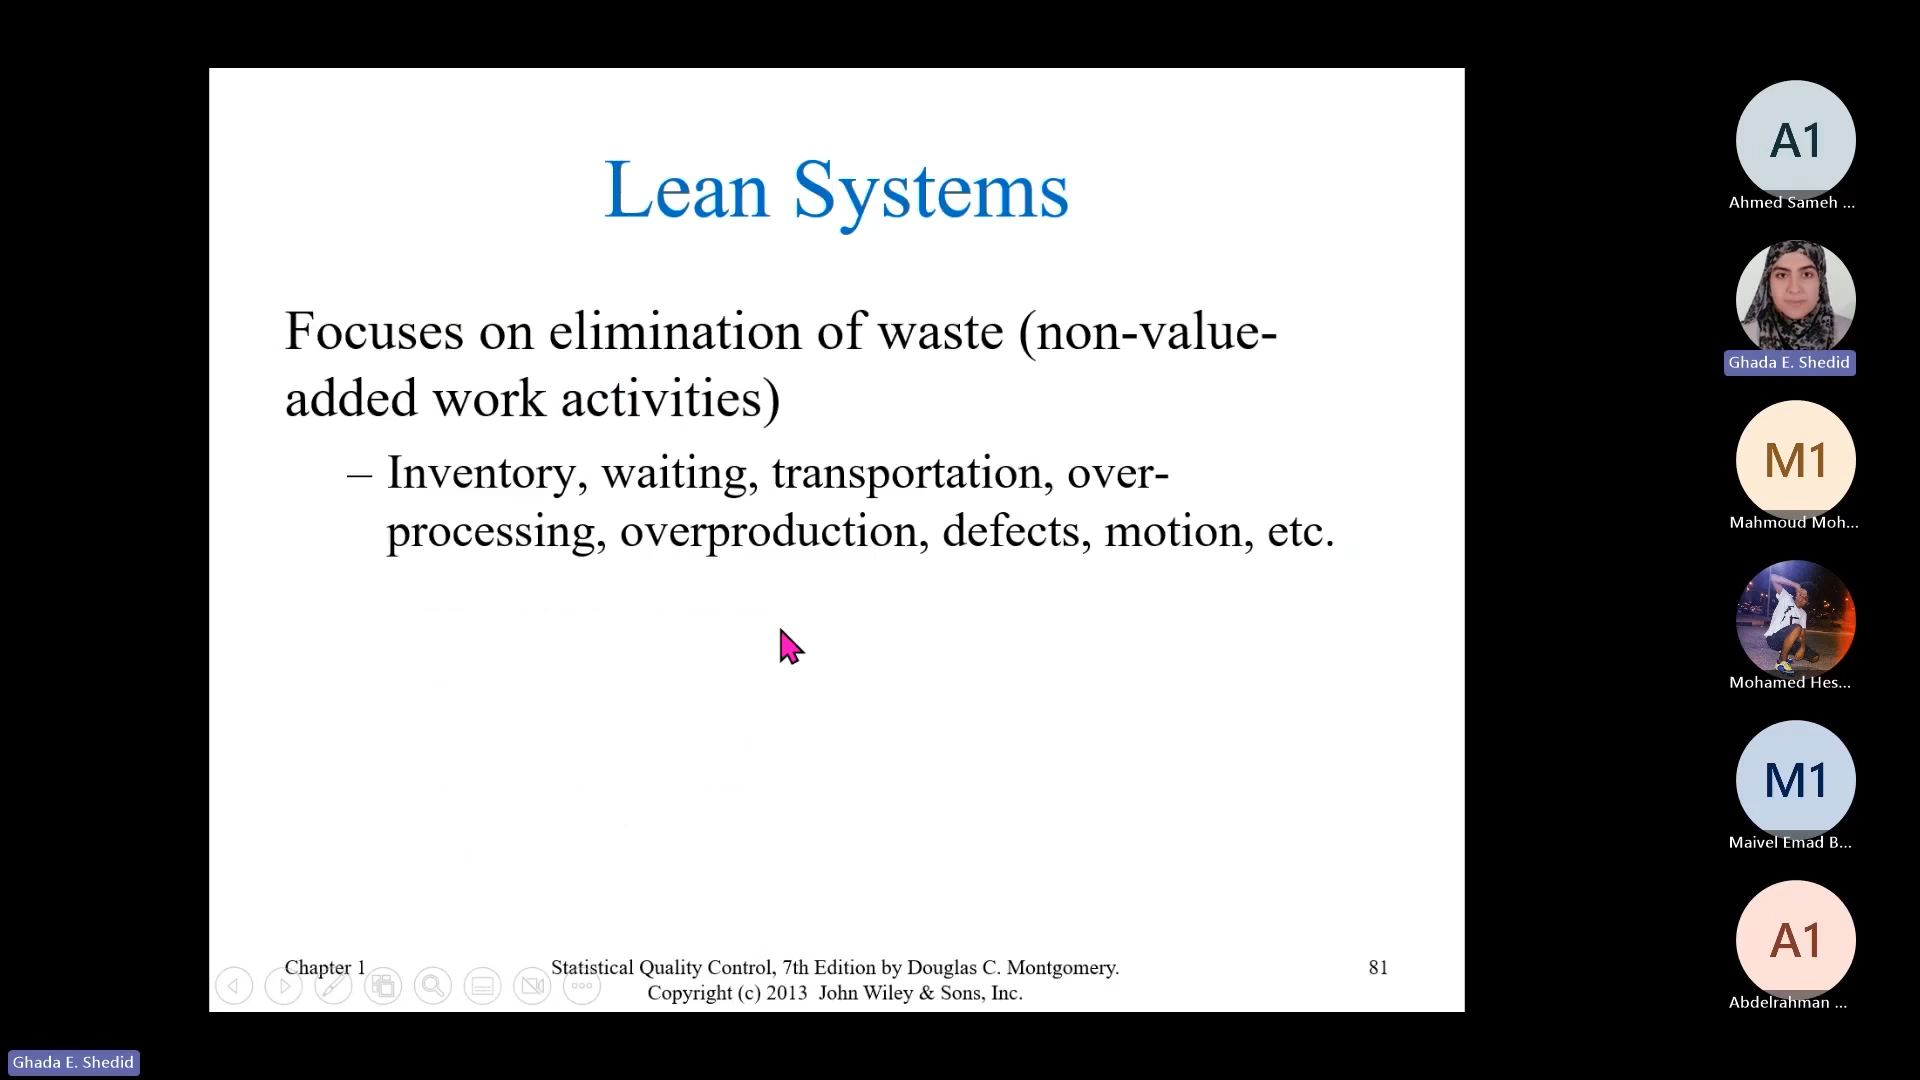 Lean Systems
Focuses on elimination of waste (non-value-
added work activities)
– Inventory, waiting, transportation, over-
processing, overproduction, defects, motion, etc.
Chapter 1
Statistical Quality Control, 7th Edition by Douglas C. Montgomery.
Copyright (c) 2013 John Wiley & Sons, Inc.
81
A1
Ahmed Sameh ...
Ghada E. Shedid
M1
Mahmoud Moh...
Mohamed Hes...
M1
Maivel Emad B...
A1
Abdelrahman ...
Ghada E. Shedid